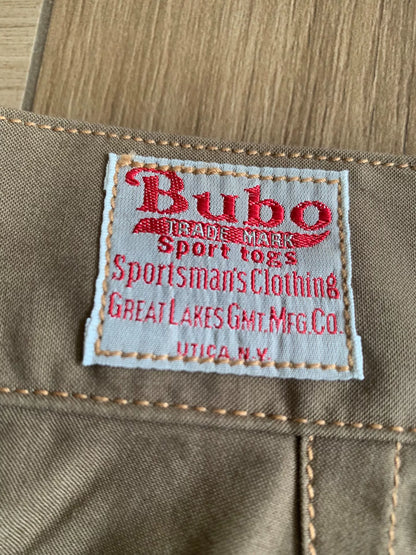 Bubo
TRADE MARK
Sport togs
Sportsman's Clothing
GREAT LAKES GMT. MFG. CO.
UTICA, N.Y.